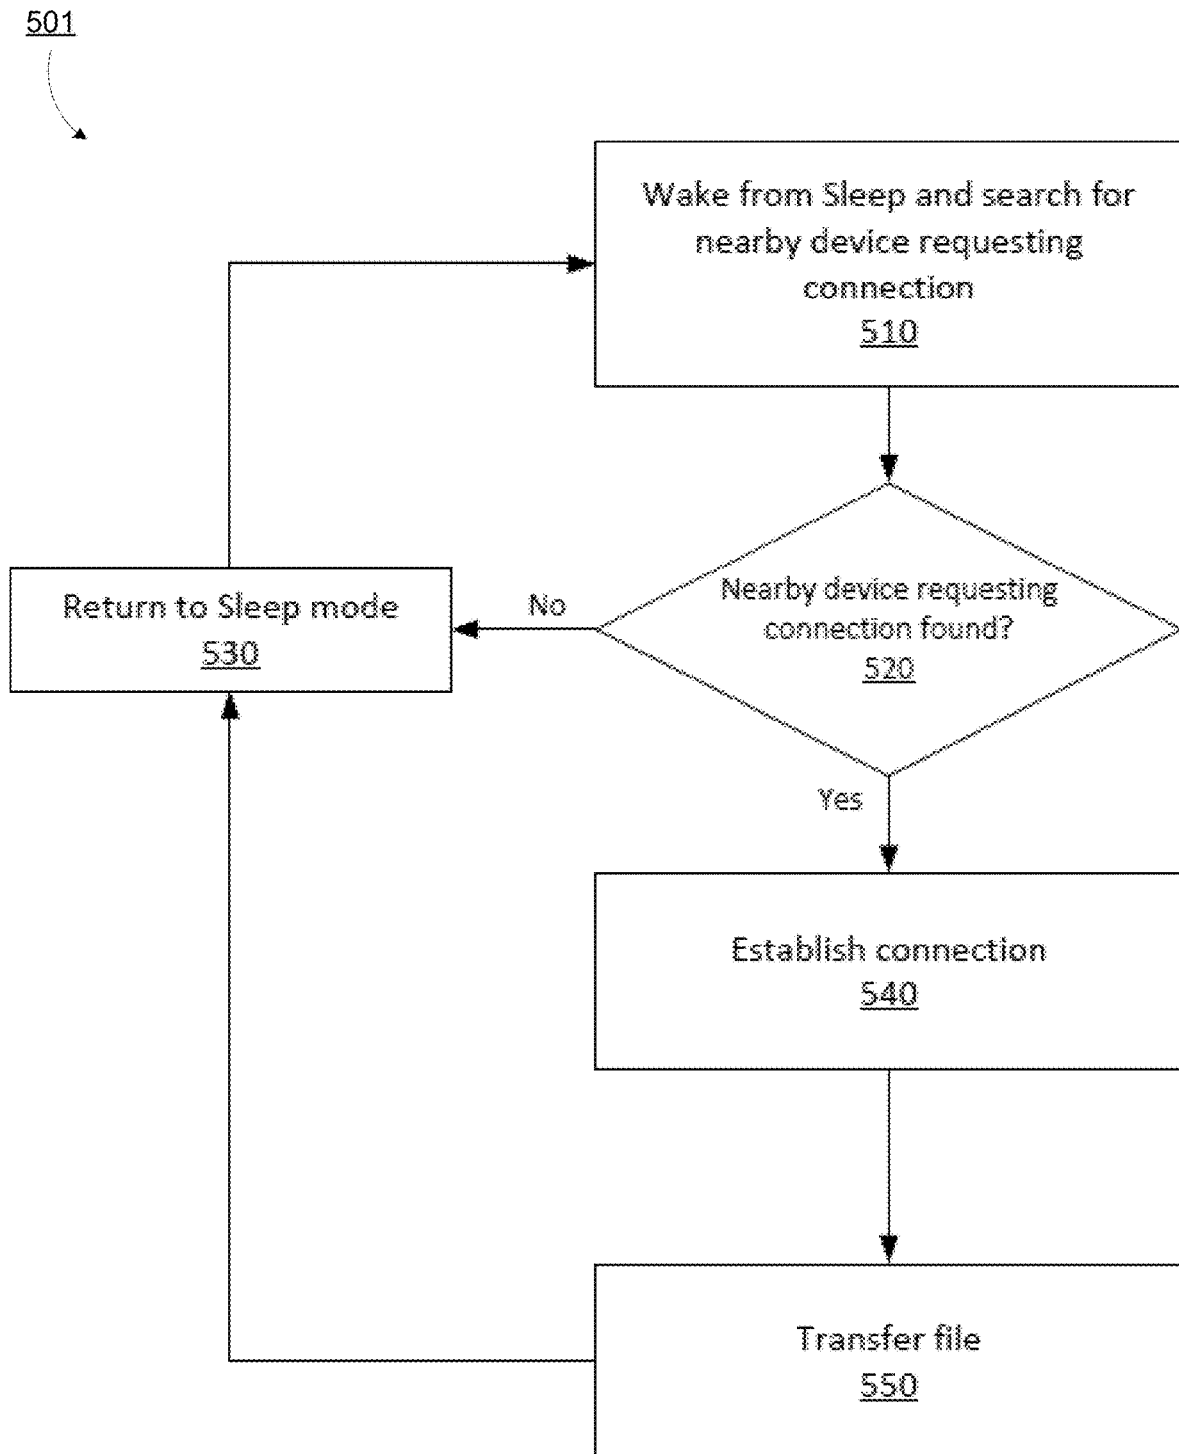 501
Wake from Sleep and search for
nearby device requesting
connection
510
Nearby device requesting
connection found?
520
No
Return to Sleep mode
530
Yes
Establish connection
540
Transfer file
550